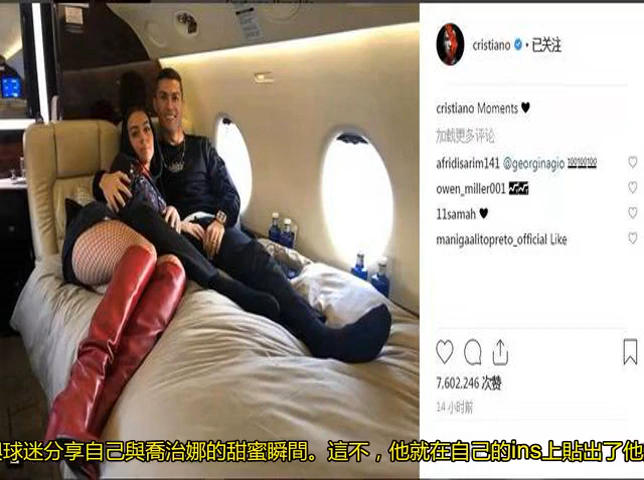 cristiano • 已关注
cristiano Moments ♥
加载更多评论
afridisarim141 @georginagio 💯💯💯
owen_miller001
11samah ♥
manigaalitopreto_official Like
7,602,246 次赞
14 小时前
球迷分享自己與喬治娜的甜蜜瞬間。這不，他就在自己的ins上貼出了他